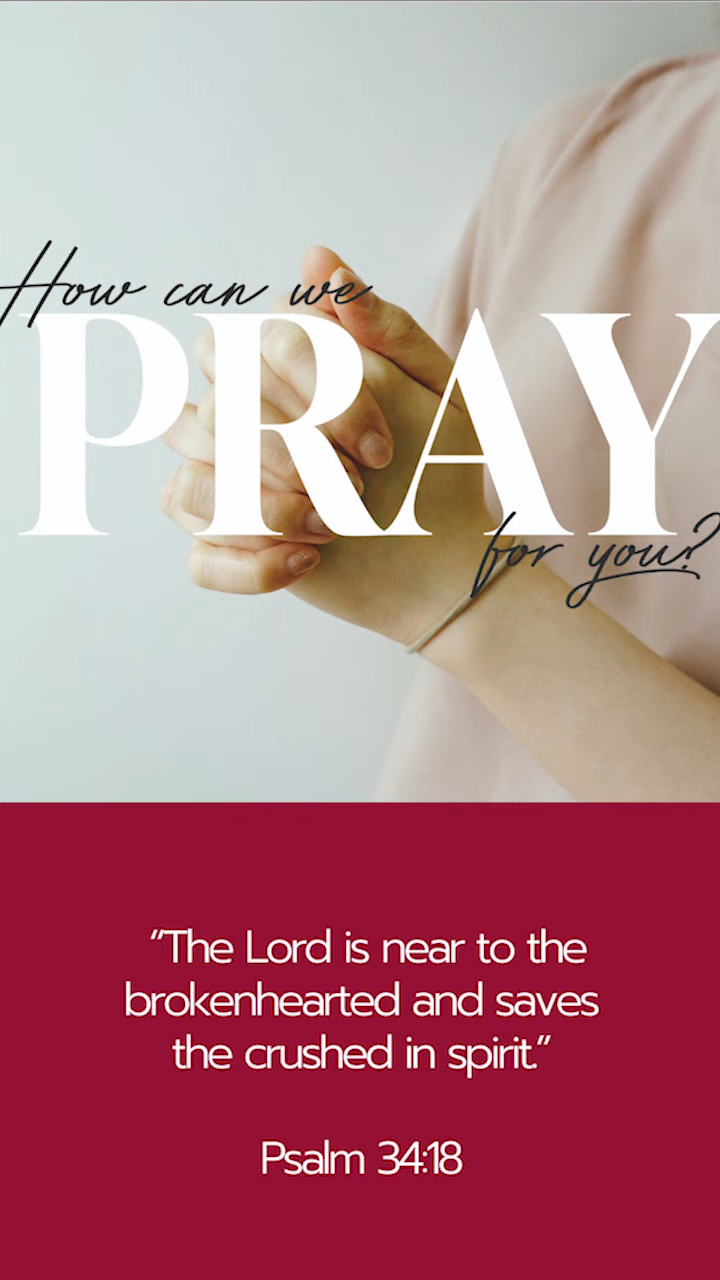 How can we
PRAY
for you?
“The Lord is near to the
brokenhearted and saves
the crushed in spirit.”
Psalm 34:18